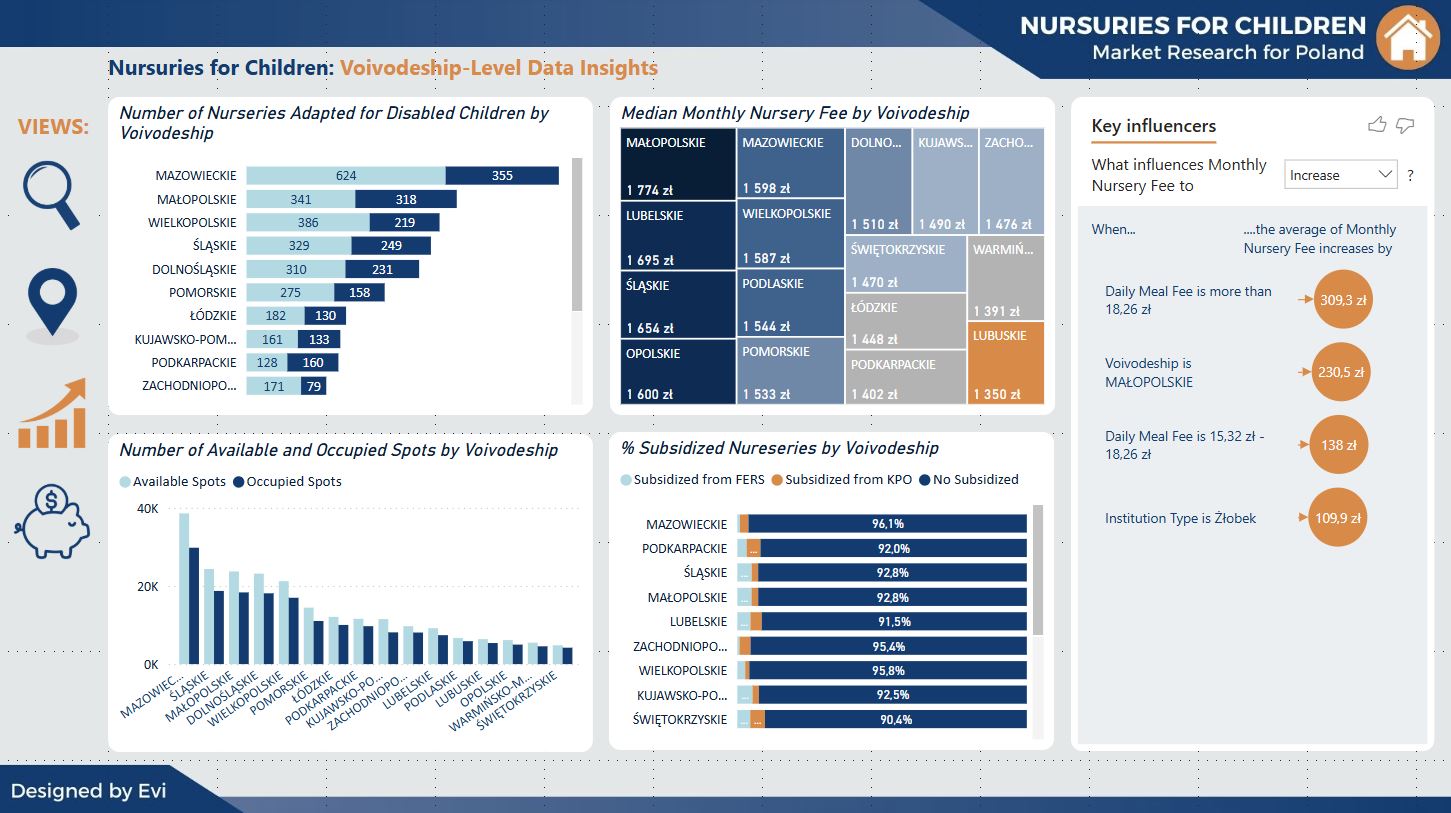 NURSURIES FOR CHILDREN
Market Research for Poland
Nursuries for Children: Voivodeship-Level Data Insights
VIEWS:
Number of Nurseries Adapted for Disabled Children by
Voivodeship
MAZOWIECKIE 624 355
MAŁOPOLSKIE 341 318
WIELKOPOLSKIE 386 219
ŚLĄSKIE 329 249
DOLNOŚLĄSKIE 310 231
POMORSKIE 275 158
ŁÓDZKIE 182 130
KUJAWSKO-POM... 161 133
PODKARPACKIE 128 160
ZACHODNIOPO... 171 79
Median Monthly Nursery Fee by Voivodeship
MAŁOPOLSKIE
1 774 zł
LUBELSKIE
1 695 zł
ŚLĄSKIE
1 654 zł
OPOLSKIE
1 600 zł
MAZOWIECKIE
1 598 zł
WIELKOPOLSKIE
1 587 zł
PODLASKIE
1 544 zł
POMORSKIE
1 533 zł
DOLNO...
1 510 zł
KUJAWS...
1 490 zł
ZACHO...
1 476 zł
ŚWIĘTOKRZYSKIE
1 470 zł
ŁÓDZKIE
1 448 zł
PODKARPACKIE
1 402 zł
WARMIŃ...
1 391 zł
LUBUSKIE
1 350 zł
Key influencers
What influences Monthly
Nursery Fee to
Increase
?
When...
....the average of Monthly
Nursery Fee increases by
Daily Meal Fee is more than
18,26 zł
309,3 zł
Voivodeship is
MAŁOPOLSKIE
230,5 zł
Daily Meal Fee is 15,32 zł -
18,26 zł
138 zł
Institution Type is Żłobek
109,9 zł
Number of Available and Occupied Spots by Voivodeship
Available Spots Occupied Spots
40K
20K
0K
MAZOWIEC...
ŚLĄSKIE
MAŁOPOLSKIE
DOLNOŚLĄSKIE
WIELKOPOLSKIE
POMORSKIE
ŁÓDZKIE
PODKARPACKIE
KUJAWSKO-PO...
ZACHODNIOPO...
LUBELSKIE
PODLASKIE
LUBUSKIE
OPOLSKIE
WARMIŃSKO-M...
ŚWIĘTOKRZYSKIE
% Subsidized Nureseries by Voivodeship
Subsidized from FERS Subsidized from KPO No Subsidized
MAZOWIECKIE 96,1%
PODKARPACKIE ... 92,0%
ŚLĄSKIE ... 92,8%
MAŁOPOLSKIE ... 92,8%
LUBELSKIE ... 91,5%
ZACHODNIOPO... 95,4%
WIELKOPOLSKIE 95,8%
KUJAWSKO-PO... ... 92,5%
ŚWIĘTOKRZYSKIE ... ... 90,4%
Designed by Evi